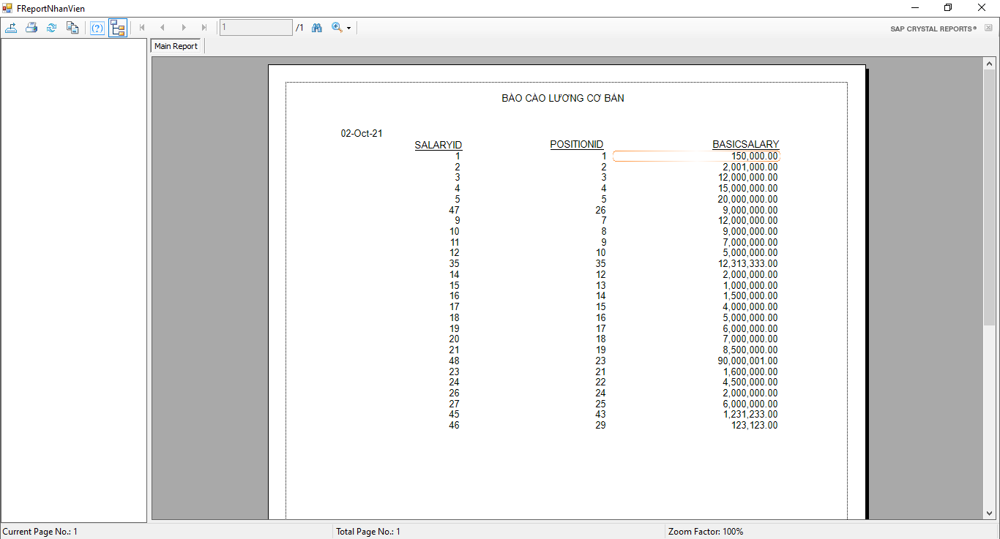 FReportNhanVien
1 /1 SAP CRYSTAL REPORTS®
Main Report
BÁO CÁO LƯƠNG CƠ BẢN
02-Oct-21
SALARYID POSITIONID BASICSALARY
1 1 150,000.00
2 2 2,001,000.00
3 3 12,000,000.00
4 4 15,000,000.00
5 5 20,000,000.00
47 26 9,000,000.00
9 7 12,000,000.00
10 8 9,000,000.00
11 9 7,000,000.00
12 10 5,000,000.00
35 35 12,313,333.00
14 12 2,000,000.00
15 13 1,000,000.00
16 14 1,500,000.00
17 15 4,000,000.00
18 16 5,000,000.00
19 17 6,000,000.00
20 18 7,000,000.00
21 19 8,500,000.00
48 23 90,000,001.00
23 21 1,600,000.00
24 22 4,500,000.00
26 24 2,000,000.00
27 25 6,000,000.00
45 43 1,231,233.00
46 29 123,123.00
Current Page No.: 1 Total Page No.: 1 Zoom Factor: 100%